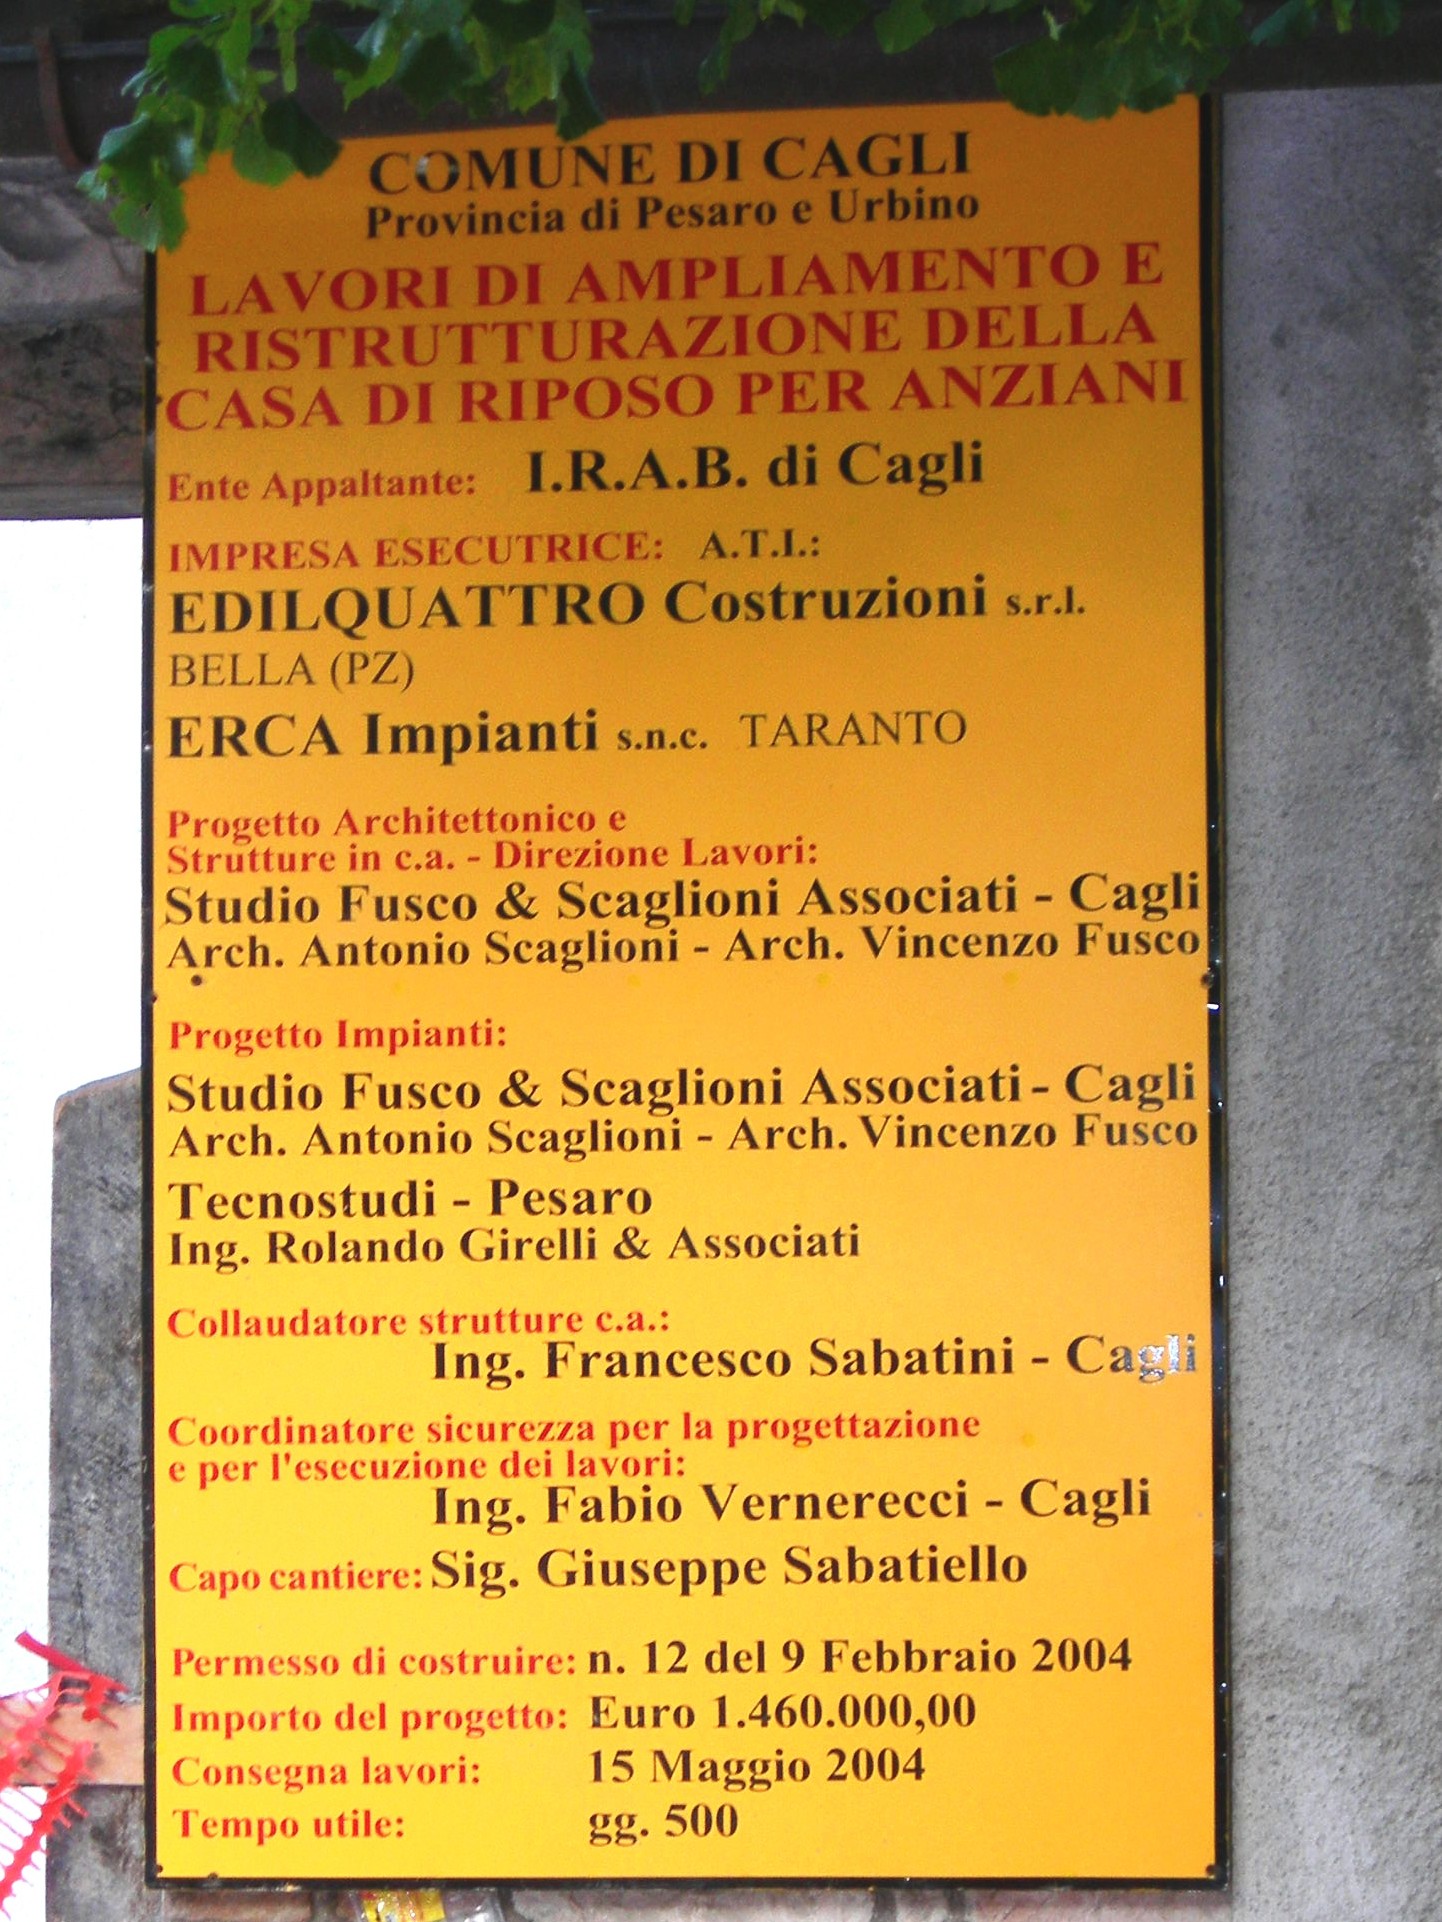 COMUNE DI CAGLI
Provincia di Pesaro e Urbino
LAVORI DI AMPLIAMENTO E
RISTRUTTURAZIONE DELLA
CASA DI RIPOSO PER ANZIANI
Ente Appaltante: I.R.A.B. di Cagli
IMPRESA ESECUTRICE: A.T.I.:
EDILQUATTRO Costruzioni s.r.l.
BELLA (PZ)
ERCA Impianti s.n.c. TARANTO
Progetto Architettonico e
Strutture in c.a. - Direzione Lavori:
Studio Fusco & Scaglioni Associati - Cagli
Arch. Antonio Scaglioni - Arch. Vincenzo Fusco
Progetto Impianti:
Studio Fusco & Scaglioni Associati - Cagli
Arch. Antonio Scaglioni - Arch. Vincenzo Fusco
Tecnostudi - Pesaro
Ing. Rolando Girelli & Associati
Collaudatore strutture c.a.:
Ing. Francesco Sabatini - Cagli
Coordinatore sicurezza per la progettazione
e per l'esecuzione dei lavori:
Ing. Fabio Vernerecci - Cagli
Capo cantiere: Sig. Giuseppe Sabatiello
Permesso di costruire: n. 12 del 9 Febbraio 2004
Importo del progetto: Euro 1.460.000,00
Consegna lavori: 15 Maggio 2004
Tempo utile: gg. 500